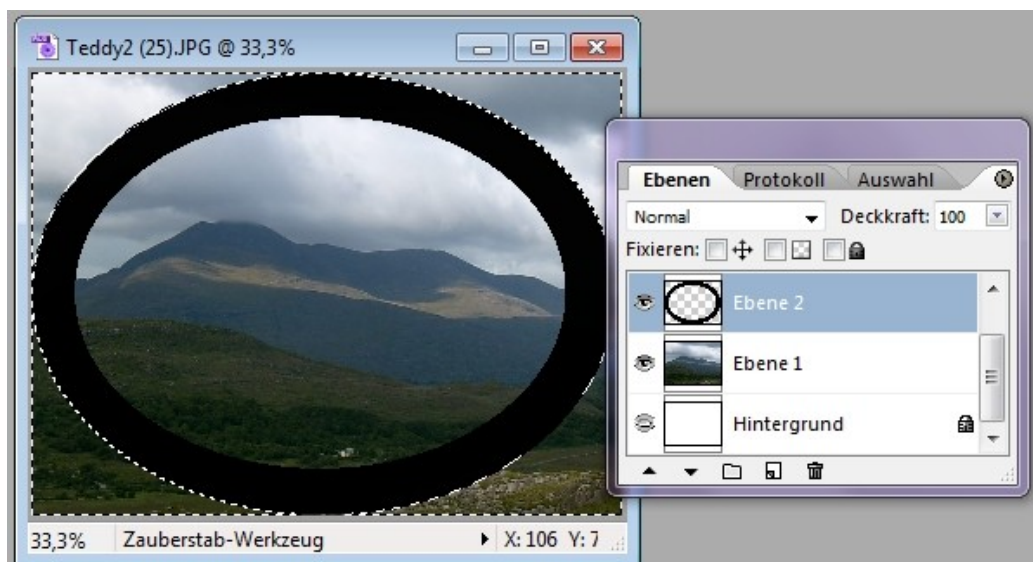 Teddy2 (25).JPG @ 33,3%
33,3% Zauberstab-Werkzeug X: 106 Y: 7
Ebenen Protokoll Auswahl
Normal Deckkraft: 100
Fixieren:
Ebene 2
Ebene 1
Hintergrund